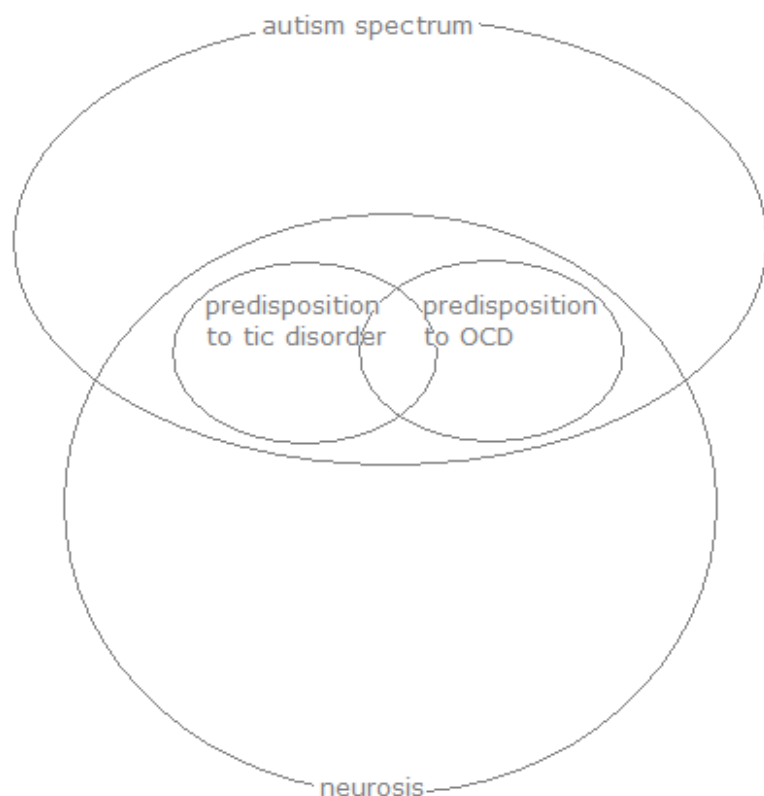 autism spectrum
predisposition
to tic disorder
predisposition
to OCD
neurosis